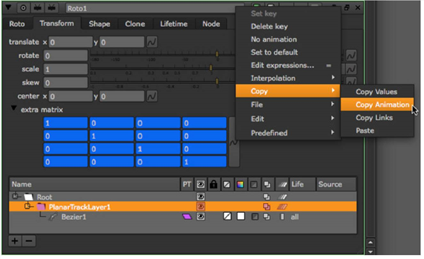 Roto1
Roto Transform Shape Clone Lifetime Node
translate x 0 y 0
rotate 0
scale 1
skew 0
center x 0 y 0
extra matrix
1 0 0 0
0 1 0 0
0 0 1 0
0 0 0 1
Set key
Delete key
No animation
Set to default
Edit expressions... =
Interpolation
Copy
File
Edit
Predefined
Copy Values
Copy Animation
Copy Links
Paste
Name PT Life Source
Root
PlanarTrackLayer1
Bezier1 all